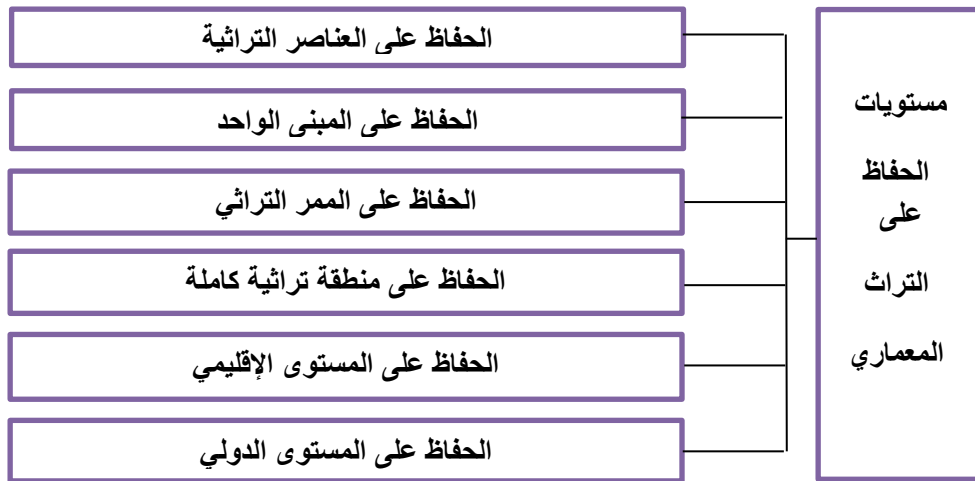 مستويات
الحفاظ
على
التراث
المعماري
الحفاظ على العناصر التراثية
الحفاظ على المبنى الواحد
الحفاظ على الممر التراثي
الحفاظ على منطقة تراثية كاملة
الحفاظ على المستوى الإقليمي
الحفاظ على المستوى الدولي